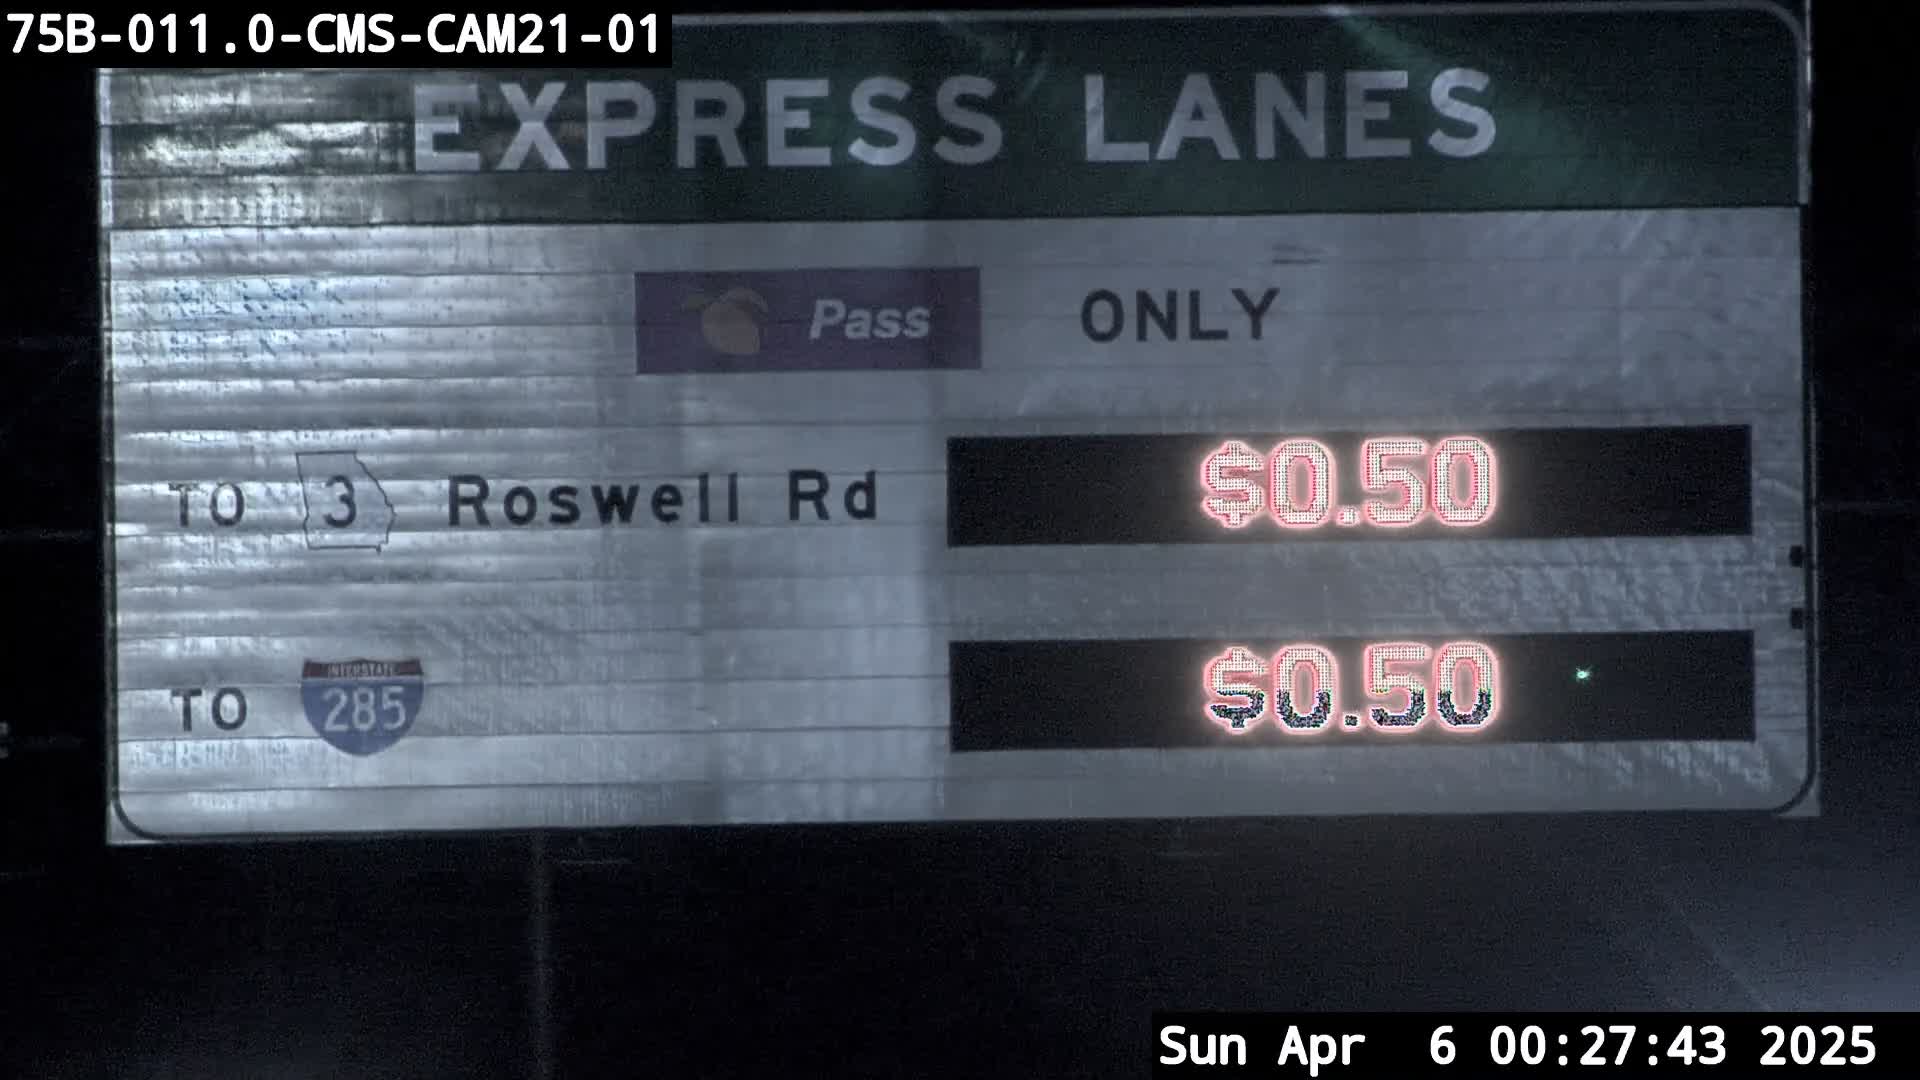 75B-011.0-CMS-CAM21-01
EXPRESS LANES
Pass ONLY
TO 3 Roswell Rd $0.50
TO INTERSTATE 285 $0.50
Sun Apr 6 00:27:43 2025